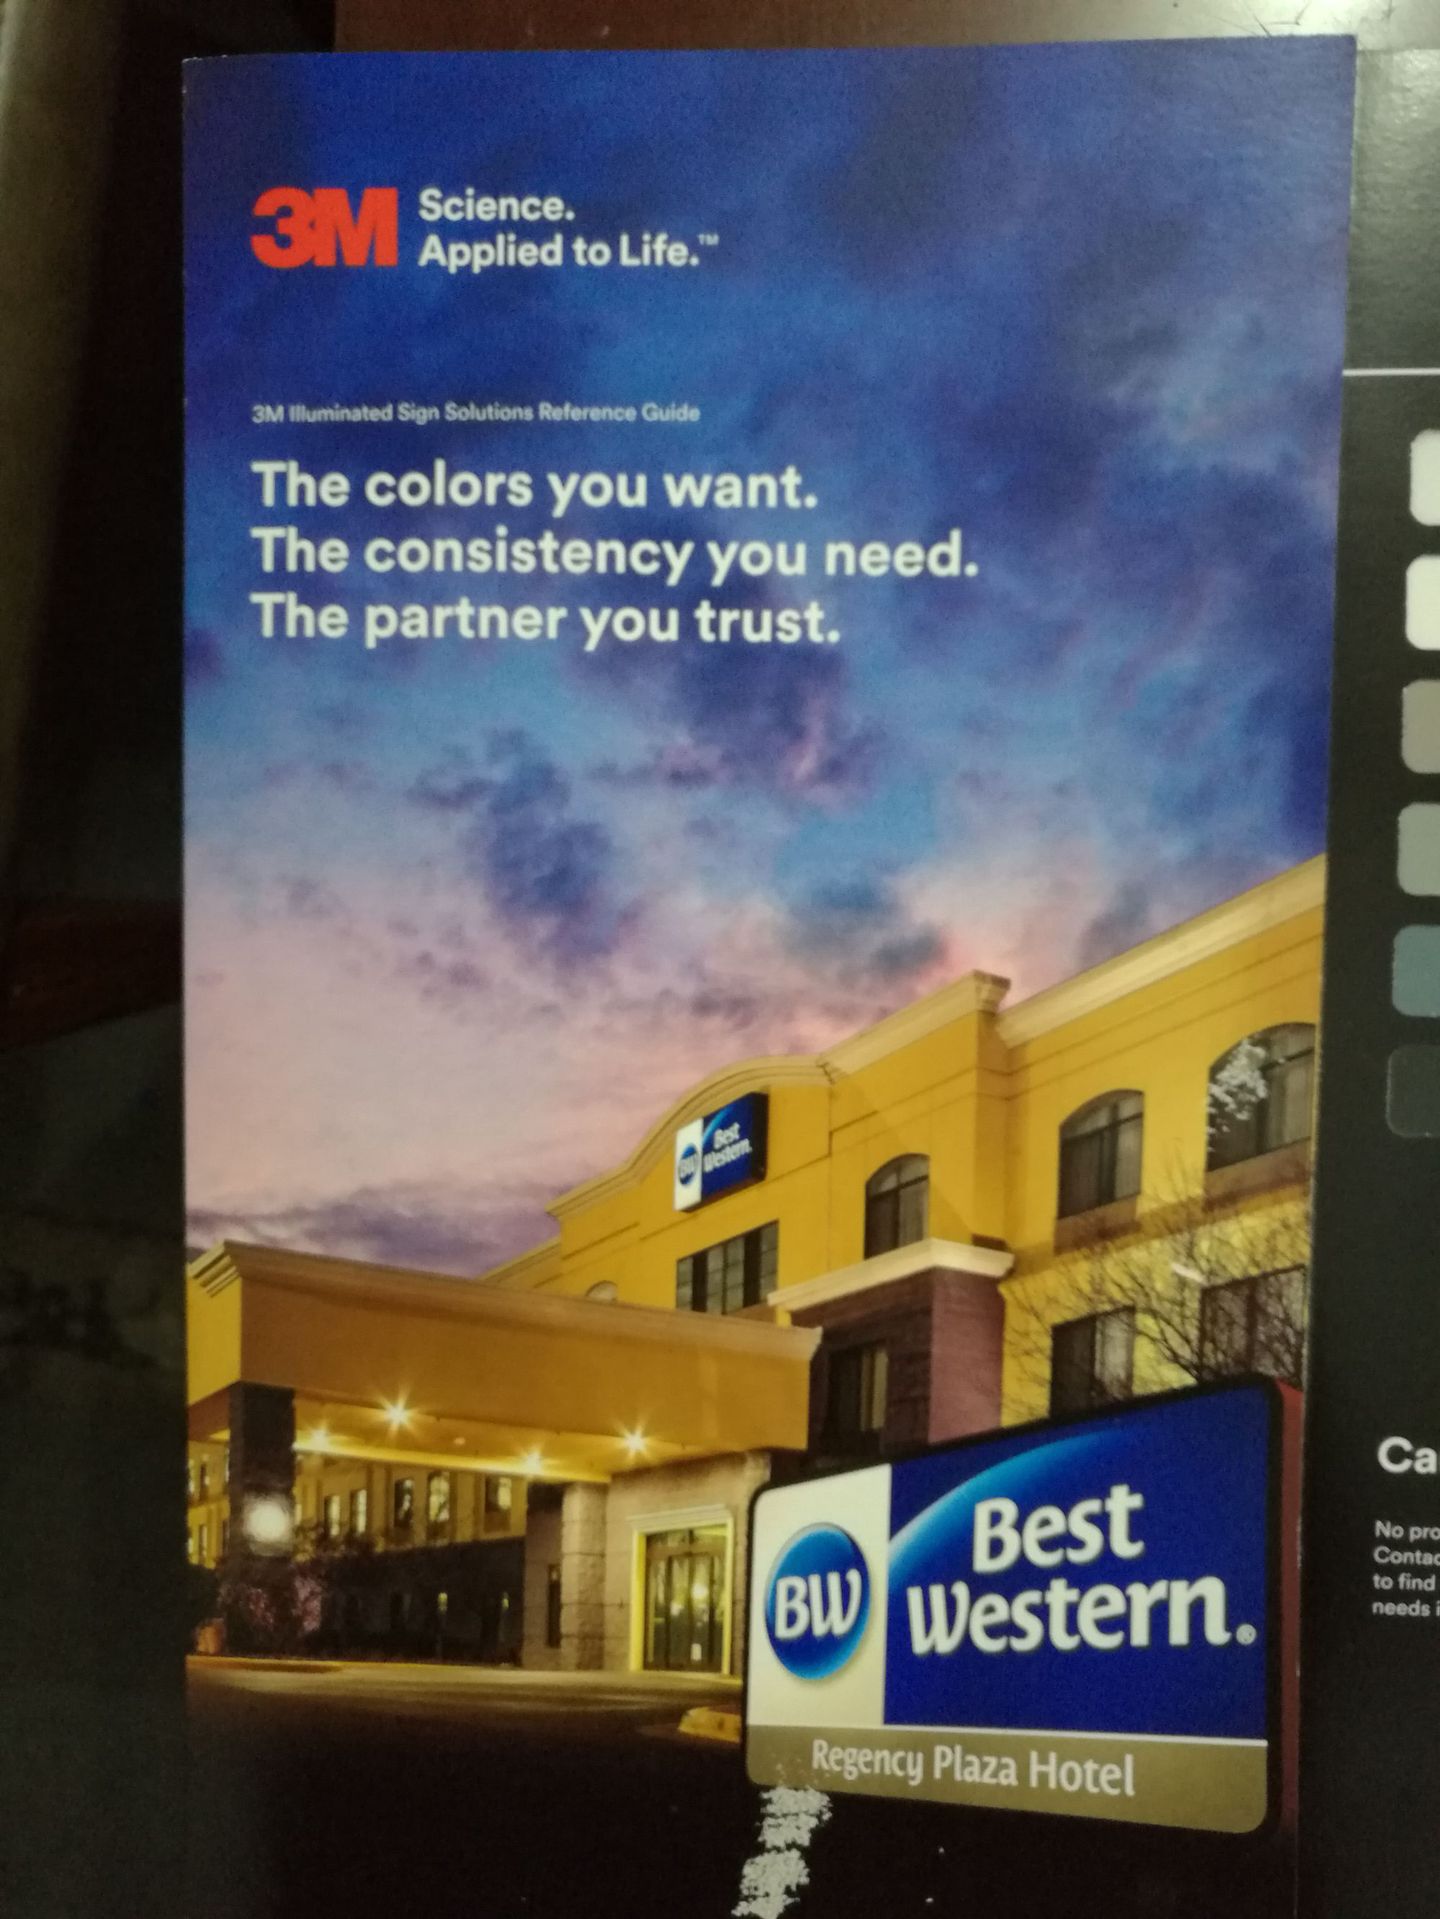 3M Science.
Applied to Life.™
3M Illuminated Sign Solutions Reference Guide
The colors you want.
The consistency you need.
The partner you trust.
BW Best
Western.
BW Best
Western.®
Regency Plaza Hotel
Ca
No pro
Contac
to find
needs i